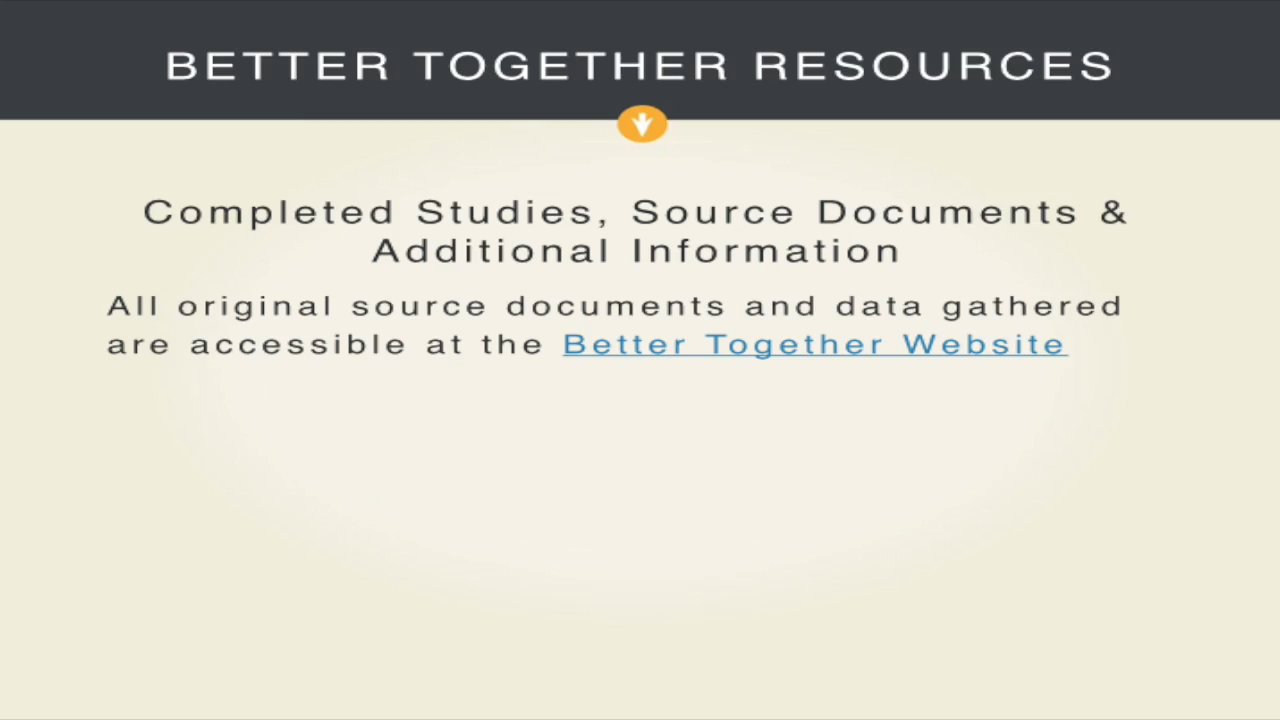 BETTER TOGETHER RESOURCES
Completed Studies, Source Documents &
Additional Information
All original source documents and data gathered
are accessible at the Better Together Website